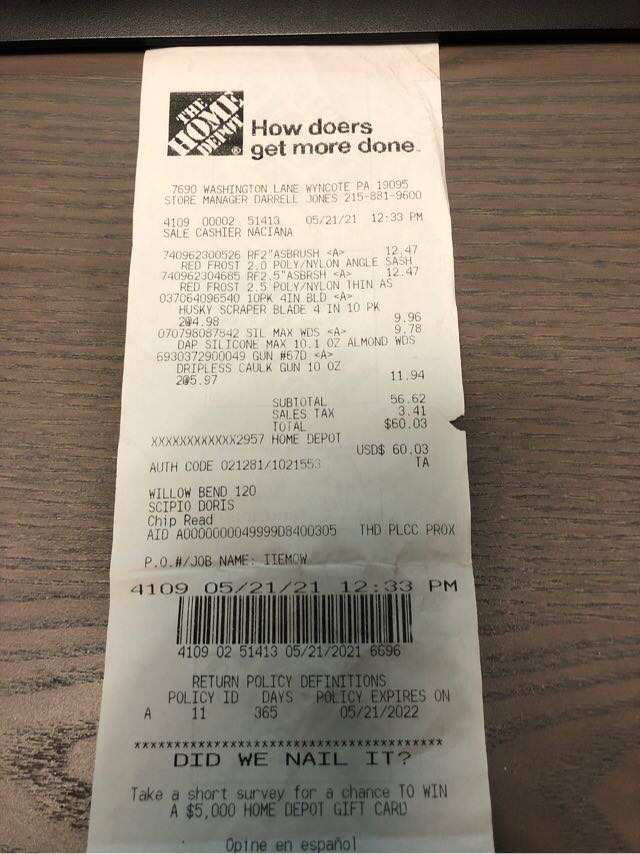 THE
HOME
DEPOT
How doers
get more done
7690 WASHINGTON LANE WYNCOTE PA 19095
STORE MANAGER DARRELL JONES 215-881-9600
4109 00002 51413 05/21/21 12:33 PM
SALE CASHIER NACIANA
740962300526 RF2"ASBRUSH <A> 12.47
RED FROST 2.0 POLY/NYLON ANGLE SASH
740962304685 RF2.5"ASBRSH <A> 12.47
RED FROST 2.5 POLY/NYLON THIN AS
037064096540 10PK 4IN BLD <A>
HUSKY SCRAPER BLADE 4 IN 10 PK
2@4.98 9.96
070798087842 SIL MAX WDS <A> 9.78
DAP SILICONE MAX 10.1 OZ ALMOND WDS
6930372900049 GUN #67D <A>
DRIPLESS CAULK GUN 10 OZ
2@5.97 11.94
SUBTOTAL 56.62
SALES TAX 3.41
TOTAL $60.03
XXXXXXXXXXXX2957 HOME DEPOT
USD$ 60.03
AUTH CODE 021281/1021553 TA
WILLOW BEND 120
SCIPIO DORIS
Chip Read
AID A0000000049999D8400305 THD PLCC PROX
P.O.#/JOB NAME: IIEMOW
4109 05/21/21 12:33 PM
4109 02 51413 05/21/2021 6696
RETURN POLICY DEFINITIONS
POLICY ID DAYS POLICY EXPIRES ON
A 11 365 05/21/2022
*******************************************
DID WE NAIL IT?
Take a short survey for a chance TO WIN
A $5,000 HOME DEPOT GIFT CARD
Opine en español